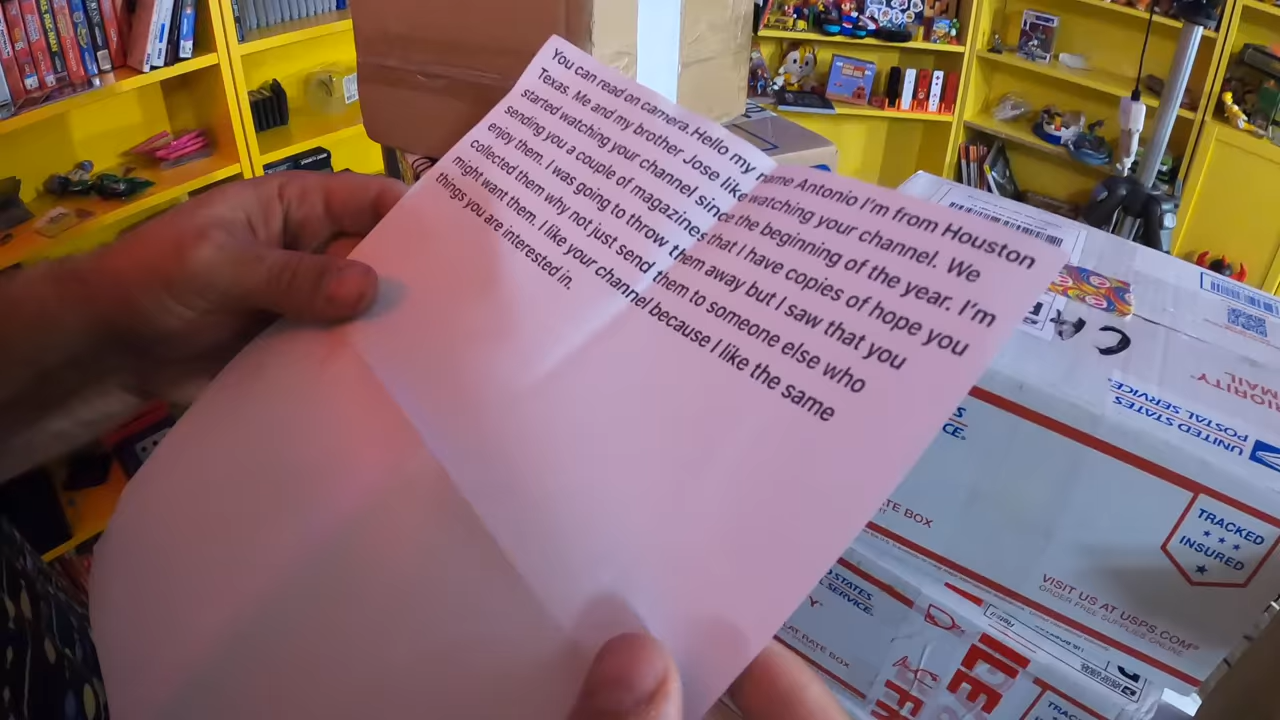 You can read on camera. Hello my name Antonio I'm from Houston
Texas. Me and my brother Jose like watching your channel. We
started watching your channel since the beginning of the year. I'm
sending you a couple of magazines that I have copies of hope you
enjoy them. I was going to throw them away but I saw that you
collected them why not just send them to someone else who
might want them. I like your channel because I like the same
things you are interested in.
PRIORITY
MAIL
UNITED STATES
POSTAL SERVICE
TE BOX
TRACKED
INSURED
VISIT US AT USPS.COM
ORDER FREE SUPPLIES ONLINE
STATES
SERVICE
RATE BOX